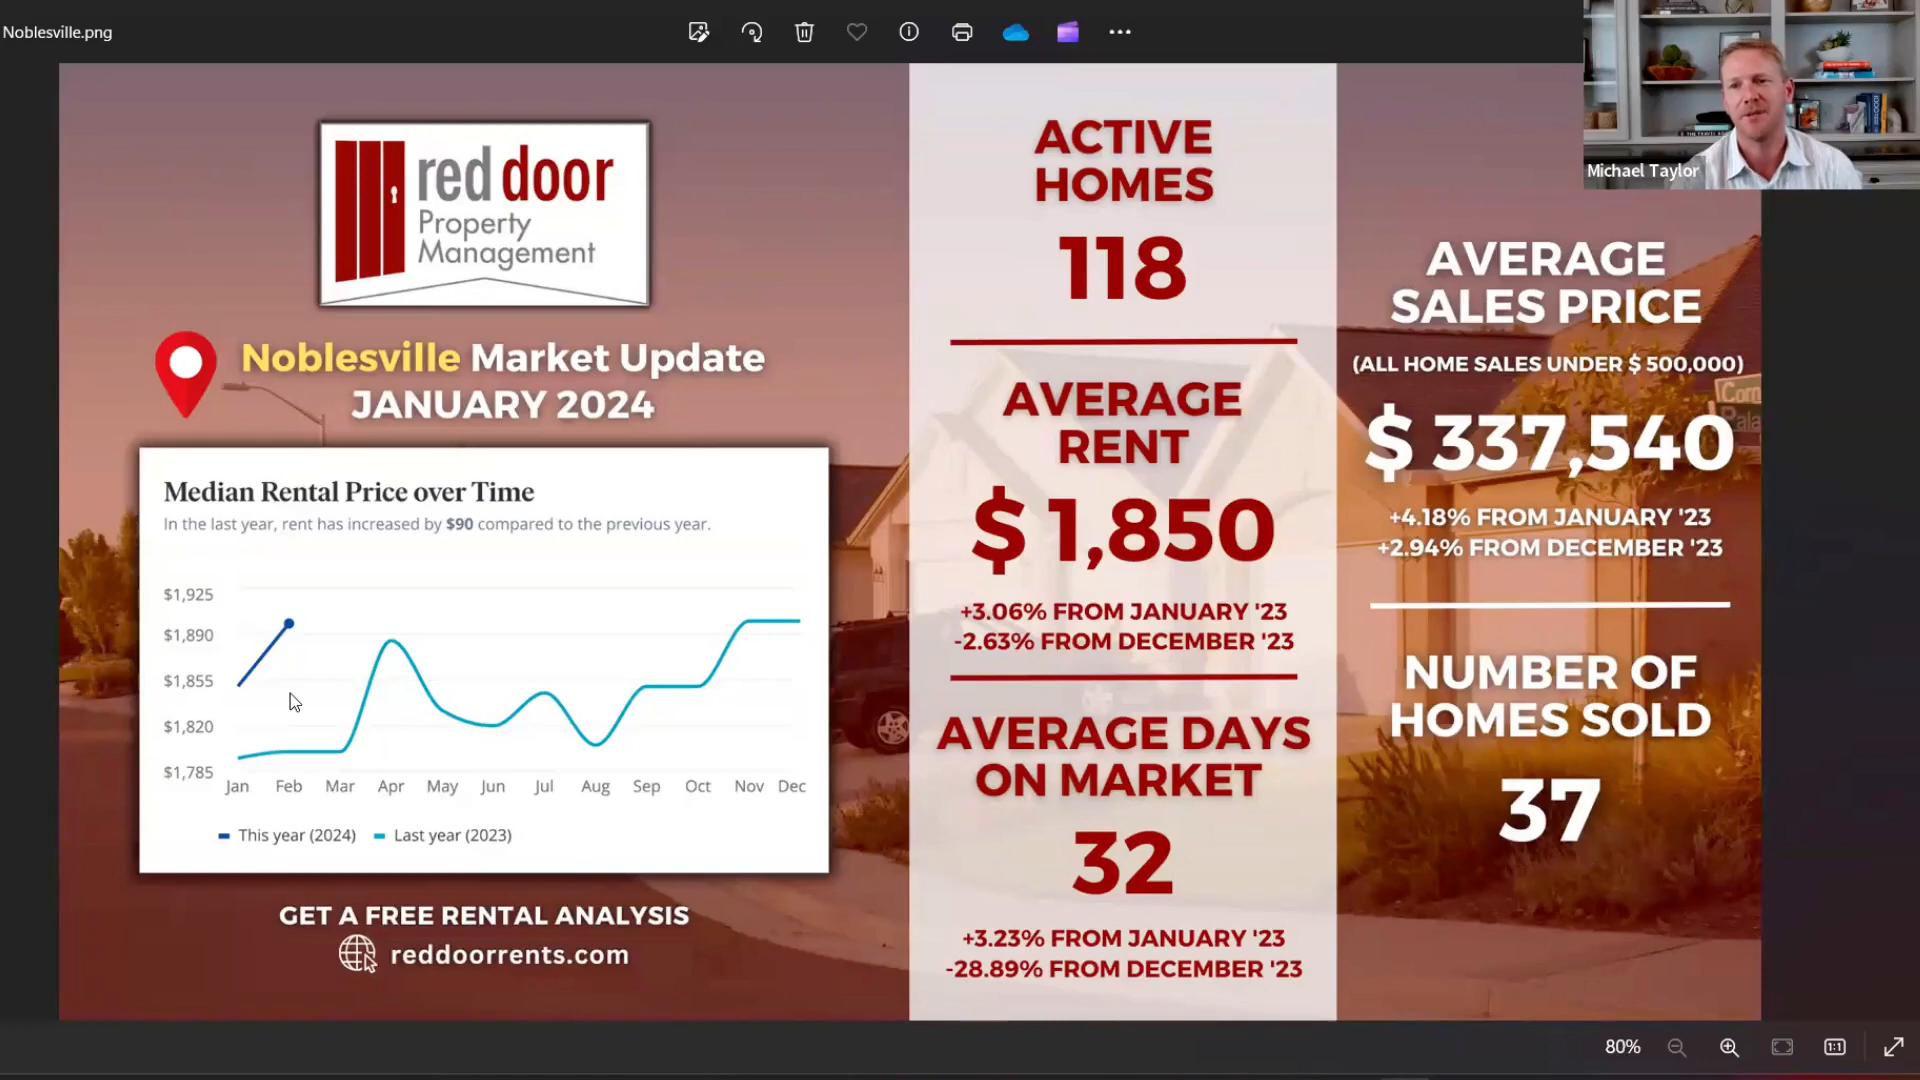 Noblesville.png
Michael Taylor
red door
Property
Management
Noblesville Market Update
JANUARY 2024
Median Rental Price over Time
In the last year, rent has increased by $90 compared to the previous year.
$1,925
$1,890
$1,855
$1,820
$1,785
Jan Feb Mar Apr May Jun Jul Aug Sep Oct Nov Dec
This year (2024) Last year (2023)
GET A FREE RENTAL ANALYSIS
reddoorrents.com
ACTIVE
HOMES
118
AVERAGE
RENT
$ 1,850
+3.06% FROM JANUARY '23
-2.63% FROM DECEMBER '23
AVERAGE DAYS
ON MARKET
32
+3.23% FROM JANUARY '23
-28.89% FROM DECEMBER '23
AVERAGE
SALES PRICE
(ALL HOME SALES UNDER $ 500,000)
$ 337,540
+4.18% FROM JANUARY '23
+2.94% FROM DECEMBER '23
NUMBER OF
HOMES SOLD
37
80%
1:1